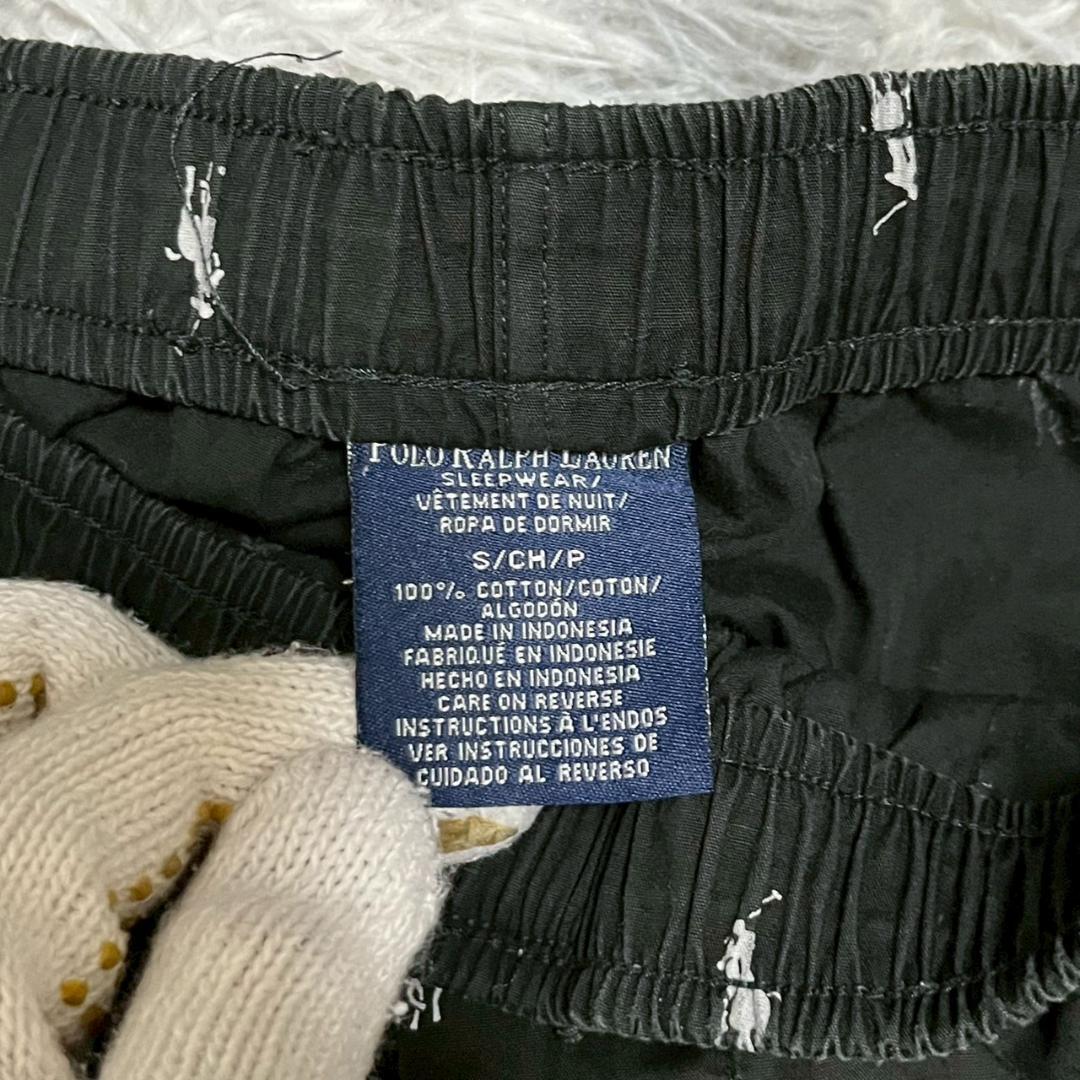 POLO RALPH LAUREN
SLEEPWEAR/
VÊTEMENT DE NUIT/
ROPA DE DORMIR
S/CH/P
100% COTTON/COTON/
ALGODÓN
MADE IN INDONESIA
FABRIQUÉ EN INDONESIE
HECHO EN INDONESIA
CARE ON REVERSE
INSTRUCTIONS À L'ENDOS
VER INSTRUCCIONES DE
CUIDADO AL REVERSO